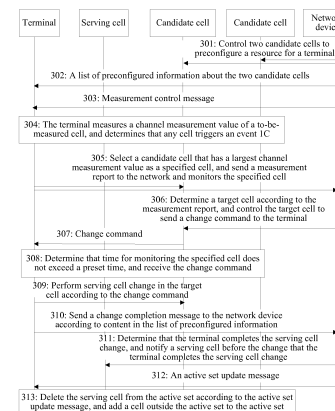 Terminal
Serving cell
Candidate cell
Candidate cell
301: Control two candidate cells to
preconfigure a resource for a terminal
302: A list of preconfigured information about the two candidate cells
303: Measurement control message
304: The terminal measures a channel measurement value of a to-be-
measured cell, and determines that any cell triggers an event 1C
305: Select a candidate cell that has a largest channel
measurement value as a specified cell, and send a measurement
report to the network and monitors the specified cell
306: Determine a target cell according to the
measurement report, and control the target cell to
send a change command to the terminal
307: Change command
308: Determine that time for monitoring the specified cell does
not exceed a preset time, and receive the change command
309: Perform serving cell change in the target
cell according to the change command
310: Send a change completion message to the network device
according to content in the list of preconfigured information
311: Determine that the terminal completes the serving cell
change, and notify a serving cell before the change that the
terminal completes the serving cell change
312: An active set update message
313: Delete the serving cell from the active set according to the active set
update message, and add a cell outside the active set to the active set